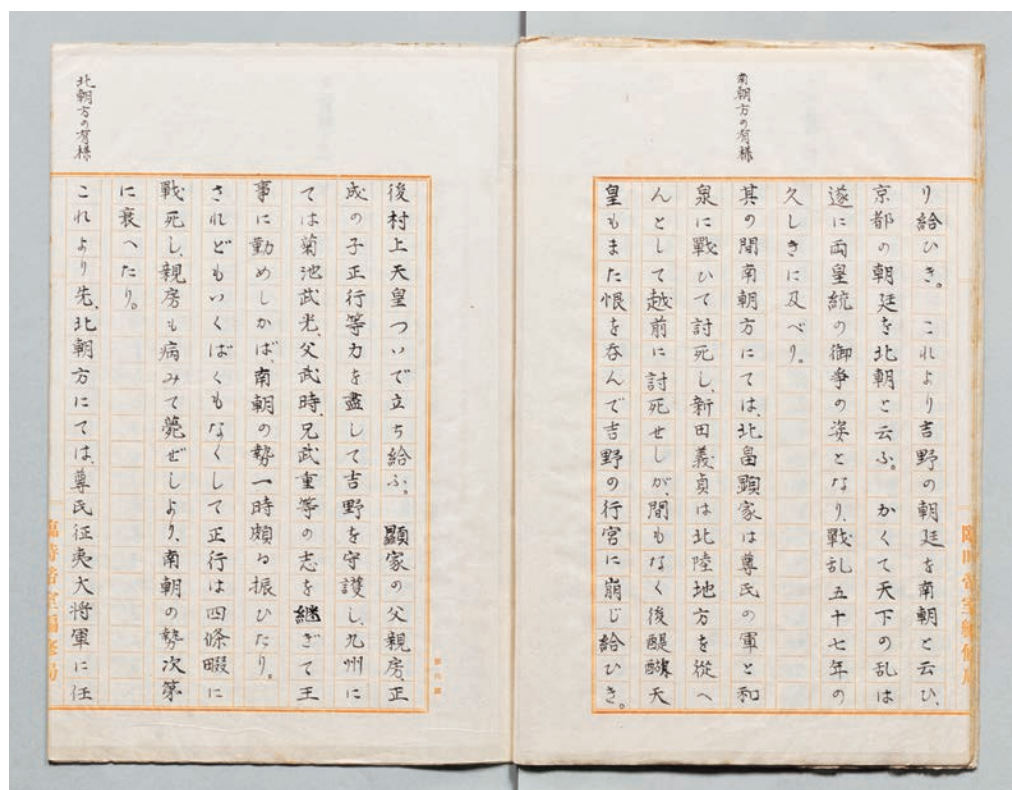 南朝方の有様
り給ひき。　これより吉野の朝廷を南朝と云ひ、
京都の朝廷を北朝と云ふ。　かくて天下の乱は
遂に両皇統の御爭の姿となり、戰乱五十七年の
久しきに及べり。
其の間南朝方にては、北畠顕家は尊氏の軍と和
泉に戰ひて討死し、新田義貞は北陸地方を從へ
んとして越前に討死せしが、間もなく後醍醐天
皇もまた恨を呑んで吉野の行宮に崩じ給ひき。
後村上天皇ついで立ち給ふ。　顕家の父親房、正
成の子正行等力を盡して吉野を守護し、九州に
ては菊池武光、父武時、兄武重等の志を継ぎて王
事に勤めしかば、南朝の勢一時頗る振ひたり。
されどもいくばくもなくして正行は四條畷に
戰死し、親房も病みて薨ぜしより、南朝の勢次第
に衰へたり。
北朝方の有様
これより先、北朝方にては、尊氏征夷大将軍に任